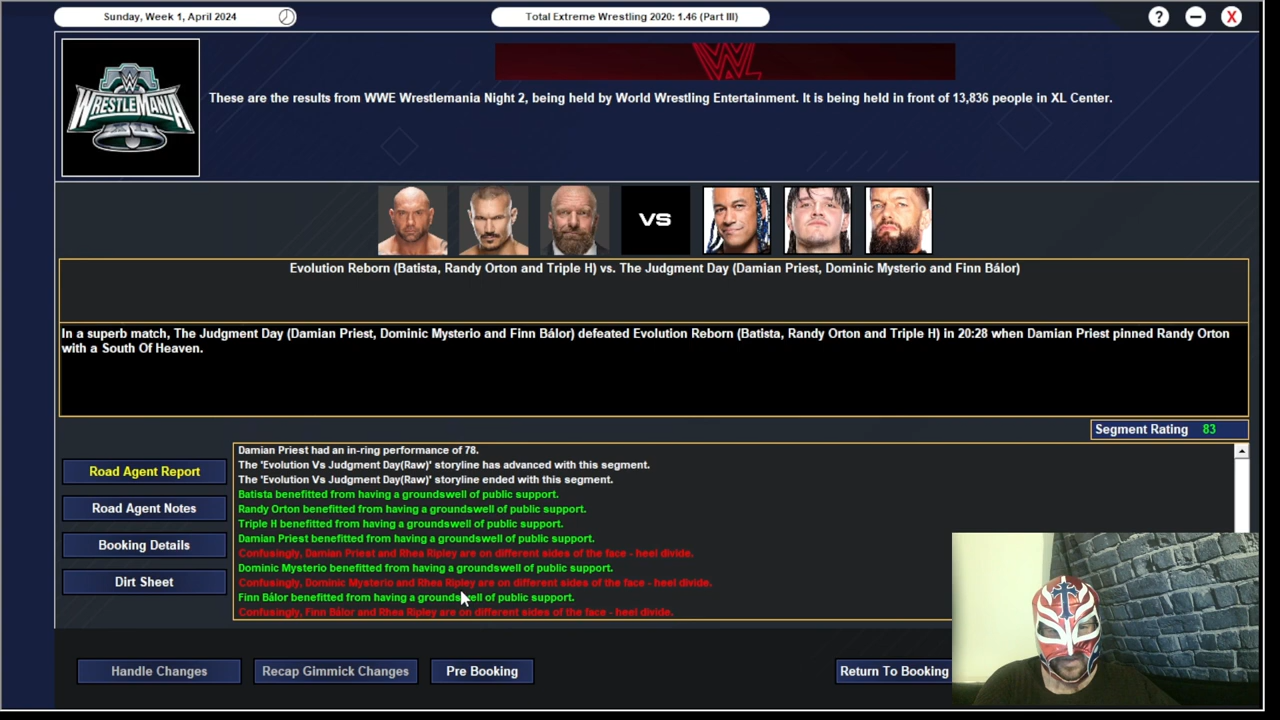 Sunday, Week 1, April 2024
Total Extreme Wrestling 2020: 1.46 (Part III)
?
X
WRESTLEMANIA
These are the results from WWE Wrestlemania Night 2, being held by World Wrestling Entertainment. It is being held in front of 13,836 people in XL Center.
VS
Evolution Reborn (Batista, Randy Orton and Triple H) vs. The Judgment Day (Damian Priest, Dominic Mysterio and Finn Bálor)
In a superb match, The Judgment Day (Damian Priest, Dominic Mysterio and Finn Bálor) defeated Evolution Reborn (Batista, Randy Orton and Triple H) in 20:28 when Damian Priest pinned Randy Orton
with a South Of Heaven.
Segment Rating 83
Road Agent Report
Road Agent Notes
Booking Details
Dirt Sheet
Damian Priest had an in-ring performance of 78.
The 'Evolution Vs Judgment Day(Raw)' storyline has advanced with this segment.
The 'Evolution Vs Judgment Day(Raw)' storyline ended with this segment.
Batista benefitted from having a groundswell of public support.
Randy Orton benefitted from having a groundswell of public support.
Triple H benefitted from having a groundswell of public support.
Damian Priest benefitted from having a groundswell of public support.
Confusingly, Damian Priest and Rhea Ripley are on different sides of the face - heel divide.
Dominic Mysterio benefitted from having a groundswell of public support.
Confusingly, Dominic Mysterio and Rhea Ripley are on different sides of the face - heel divide.
Finn Bálor benefitted from having a groundswell of public support.
Confusingly, Finn Bálor and Rhea Ripley are on different sides of the face - heel divide.
Handle Changes
Recap Gimmick Changes
Pre Booking
Return To Booking